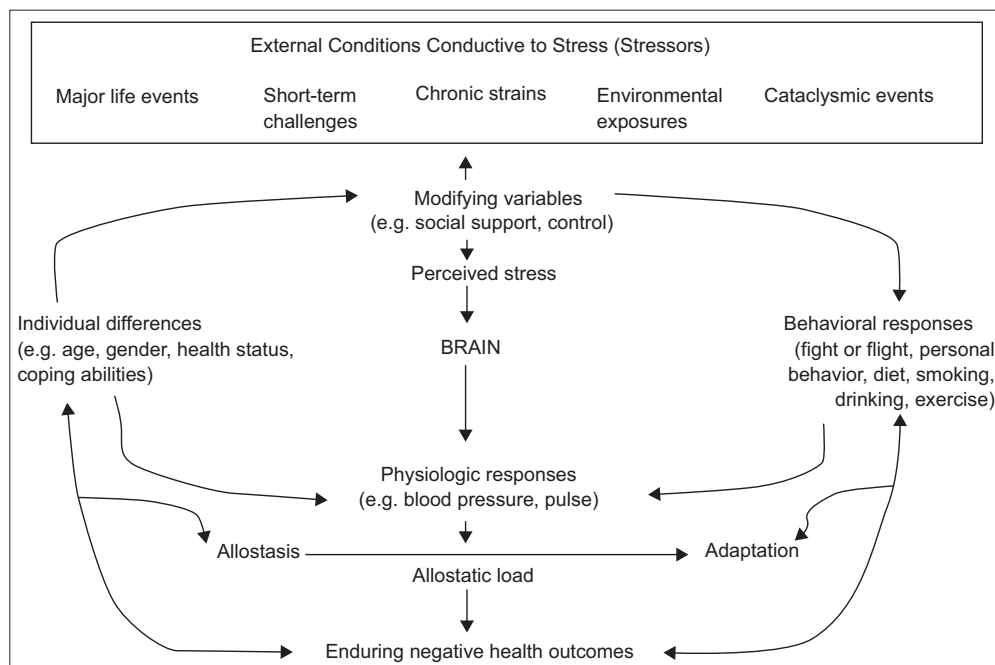 External Conditions Conductive to Stress (Stressors)
Major life events
Short-term
challenges
Chronic strains
Environmental
exposures
Cataclysmic events
Modifying variables
(e.g. social support, control)
Perceived stress
Individual differences
(e.g. age, gender, health status,
coping abilities)
BRAIN
Behavioral responses
(fight or flight, personal
behavior, diet, smoking,
drinking, exercise)
Physiologic responses
(e.g. blood pressure, pulse)
Allostasis
Adaptation
Allostatic load
Enduring negative health outcomes